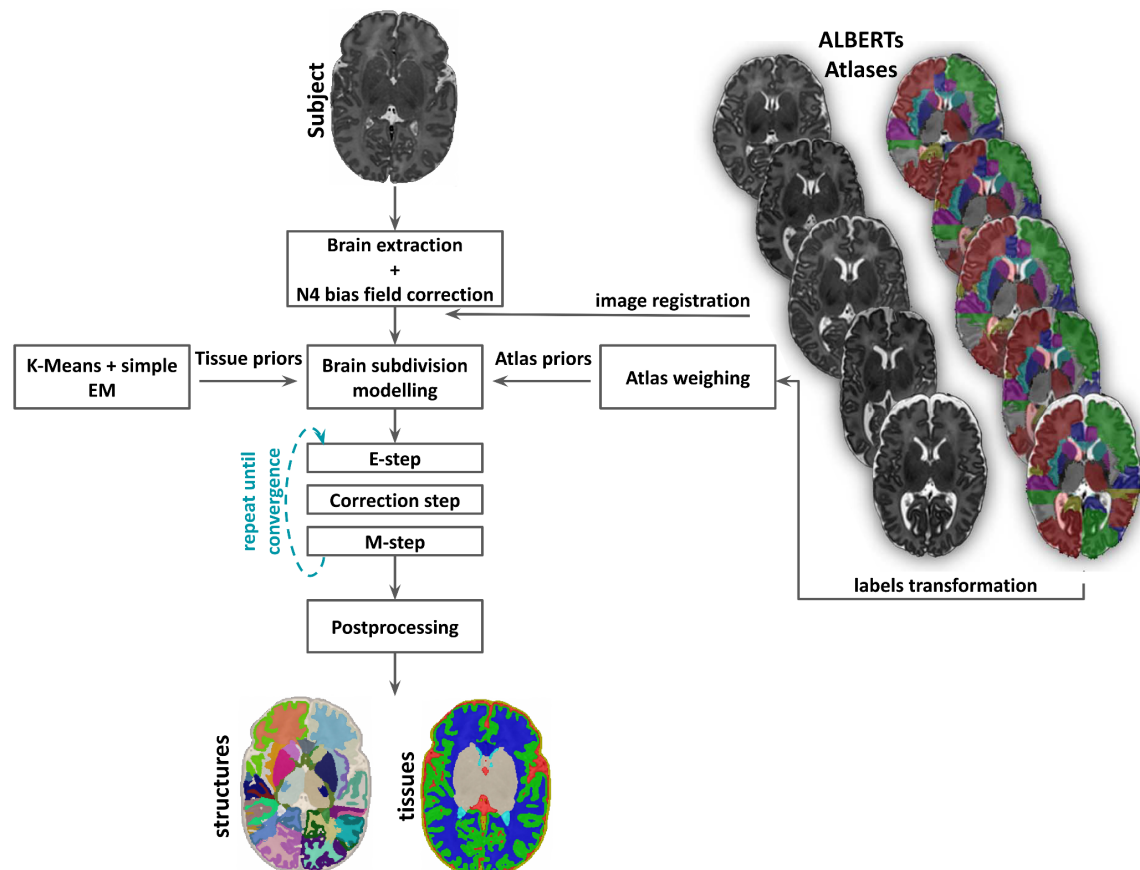 ALBERTs
Atlases
Subject
Brain extraction
+
N4 bias field correction
image registration
K-Means + simple
EM
Tissue priors
Brain subdivision
modelling
Atlas priors
Atlas weighing
repeat until
convergence
E-step
Correction step
M-step
labels transformation
Postprocessing
structures
tissues